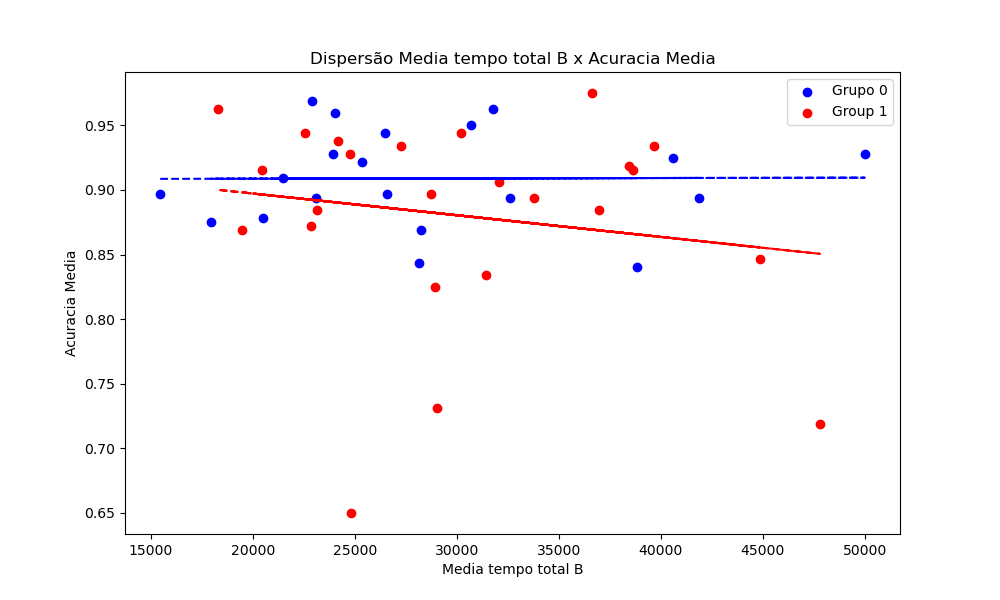 Dispersão Media tempo total B x Acuracia Media
Grupo 0
Group 1
Acuracia Media
0.95
0.90
0.85
0.80
0.75
0.70
0.65
15000 20000 25000 30000 35000 40000 45000 50000
Media tempo total B